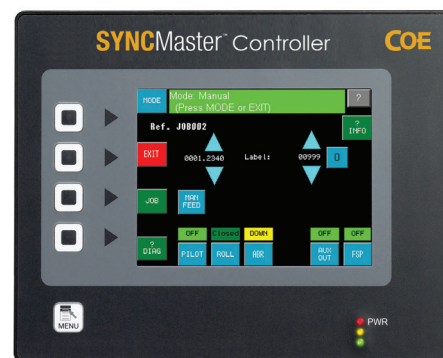 SYNCMaster™ Controller COE
MODE Mode: Manual ?
(Press MODE or EXIT)
Ref. JOB002 ? INFO
EXIT 0001.2340 Label: 00999 0
JOB MAN FEED
OFF Closed DOWN OFF OFF
? DIAG PILOT ROLL ABR AUX OUT FGP
MENU PWR